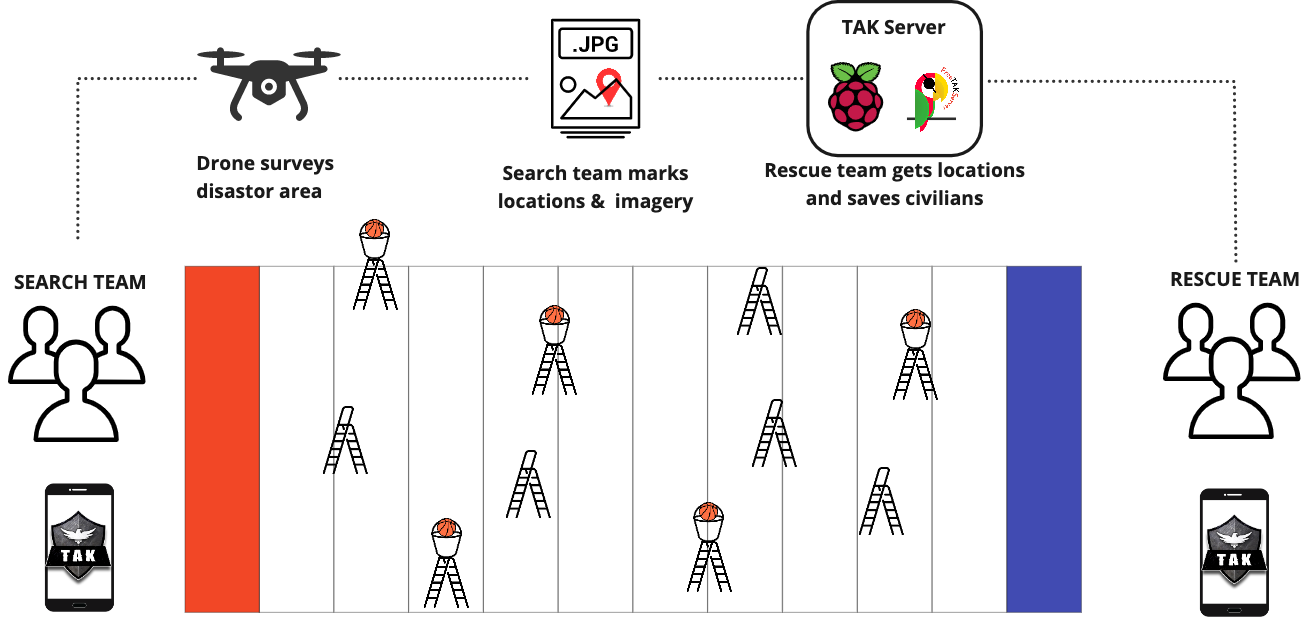 .JPG
TAK Server
FreeTAKServer
Drone surveys
disastor area
Search team marks
locations & imagery
Rescue team gets locations
and saves civilians
SEARCH TEAM
RESCUE TEAM
TAK
TAK